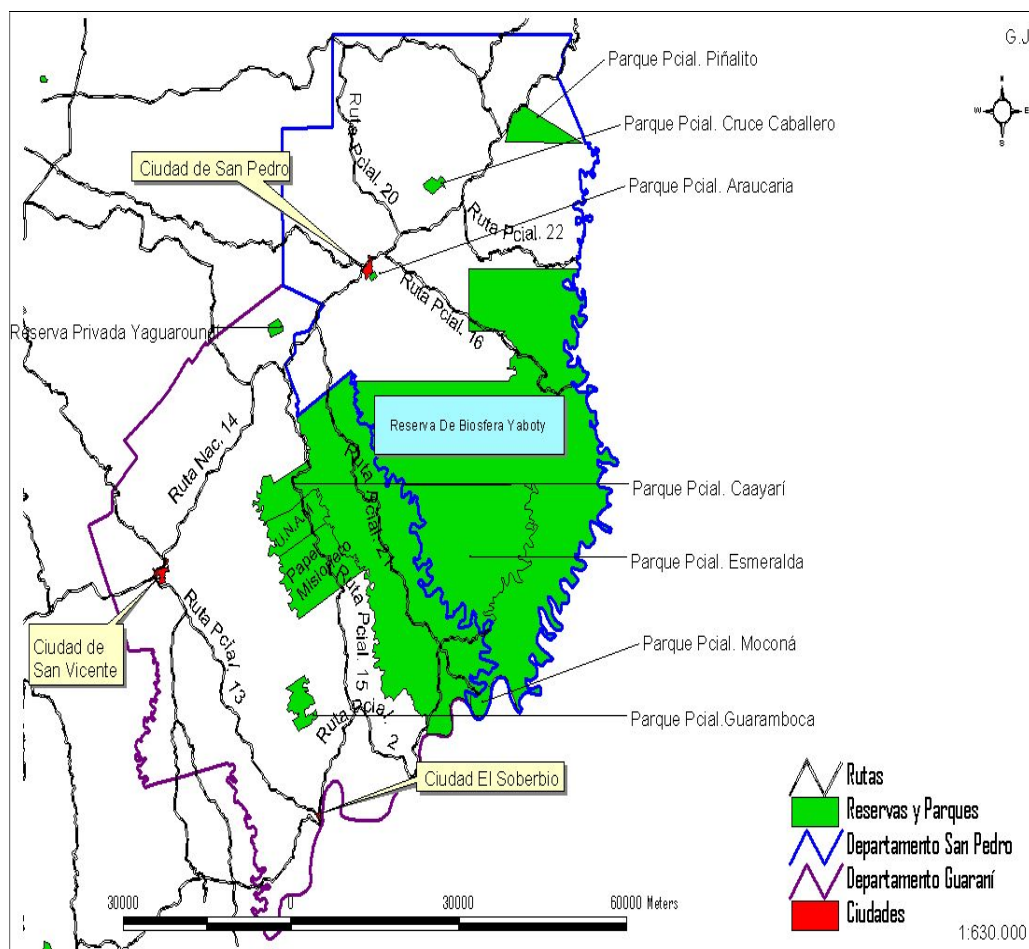 G.J
Parque Pcial. Piñalito
Parque Pcial. Cruce Caballero
Ciudad de San Pedro
Parque Pcial. Araucaria
Ruta Pcial. 20
Ruta Pcial. 22
N
W
E
S
Ruta Pcial. 16
Reserva Privada Yaguaroundi
Reserva De Biosfera Yaboty
Ruta Nac. 14
Ruta Pcial. 21
Parque Pcial. Caayarí
U.N.A.M
Papel
Misionero
Parque Pcial. Esmeralda
Ruta Pcial. 15
Ciudad de
San Vicente
Ruta Pcial. 13
Parque Pcial. Moconá
Ruta Pcial.
2
Parque Pcial.Guaramboca
Ciudad El Soberbio
Rutas
Reservas y Parques
Departamento San Pedro
Departamento Guaraní
Ciudades
30000 0 30000 60000 Meters
1:630.000